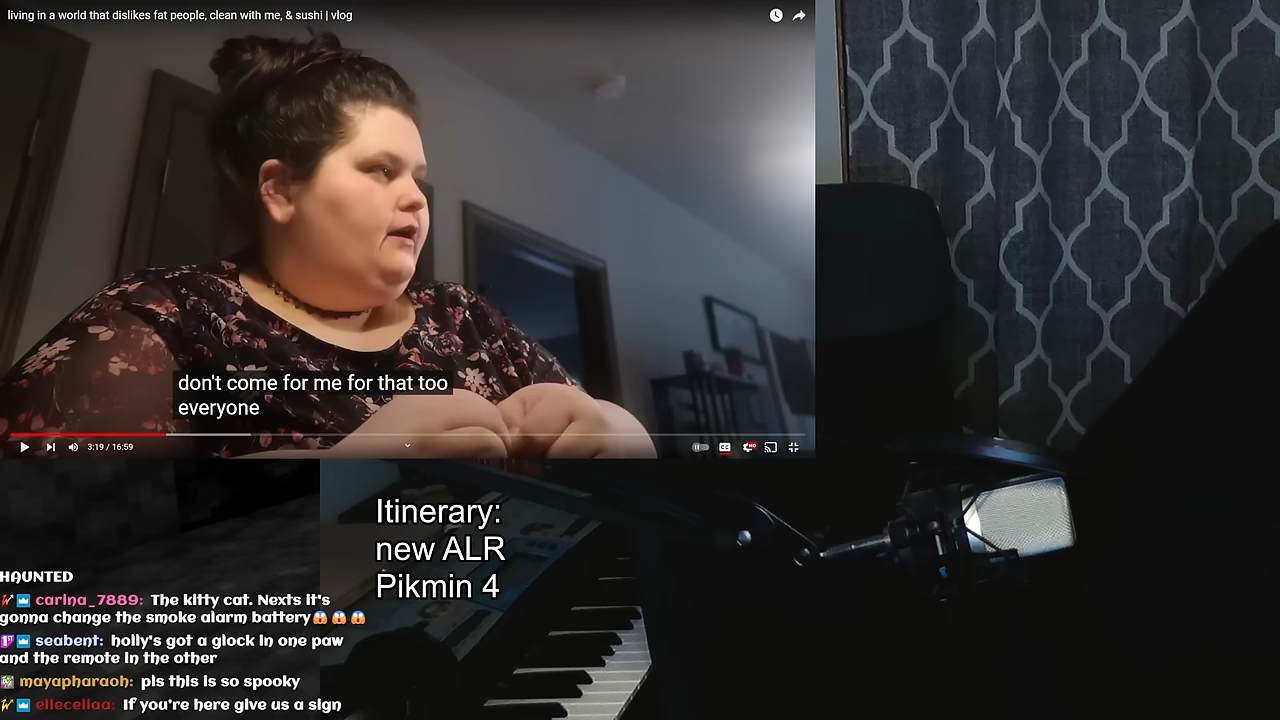 living in a world that dislikes fat people, clean with me, & sushi | vlog
don't come for me for that too
everyone
3:19 / 16:59
CC
HD
Itinerary:
new ALR
Pikmin 4
HAUNTED
carina_7889: The kitty cat. Nexts it's
gonna change the smoke alarm battery😱😱😱
seabent: holly's got a glock in one paw
and the remote in the other
mayapharaoh: pls this is so spooky
ellecellaa: If you're here give us a sign